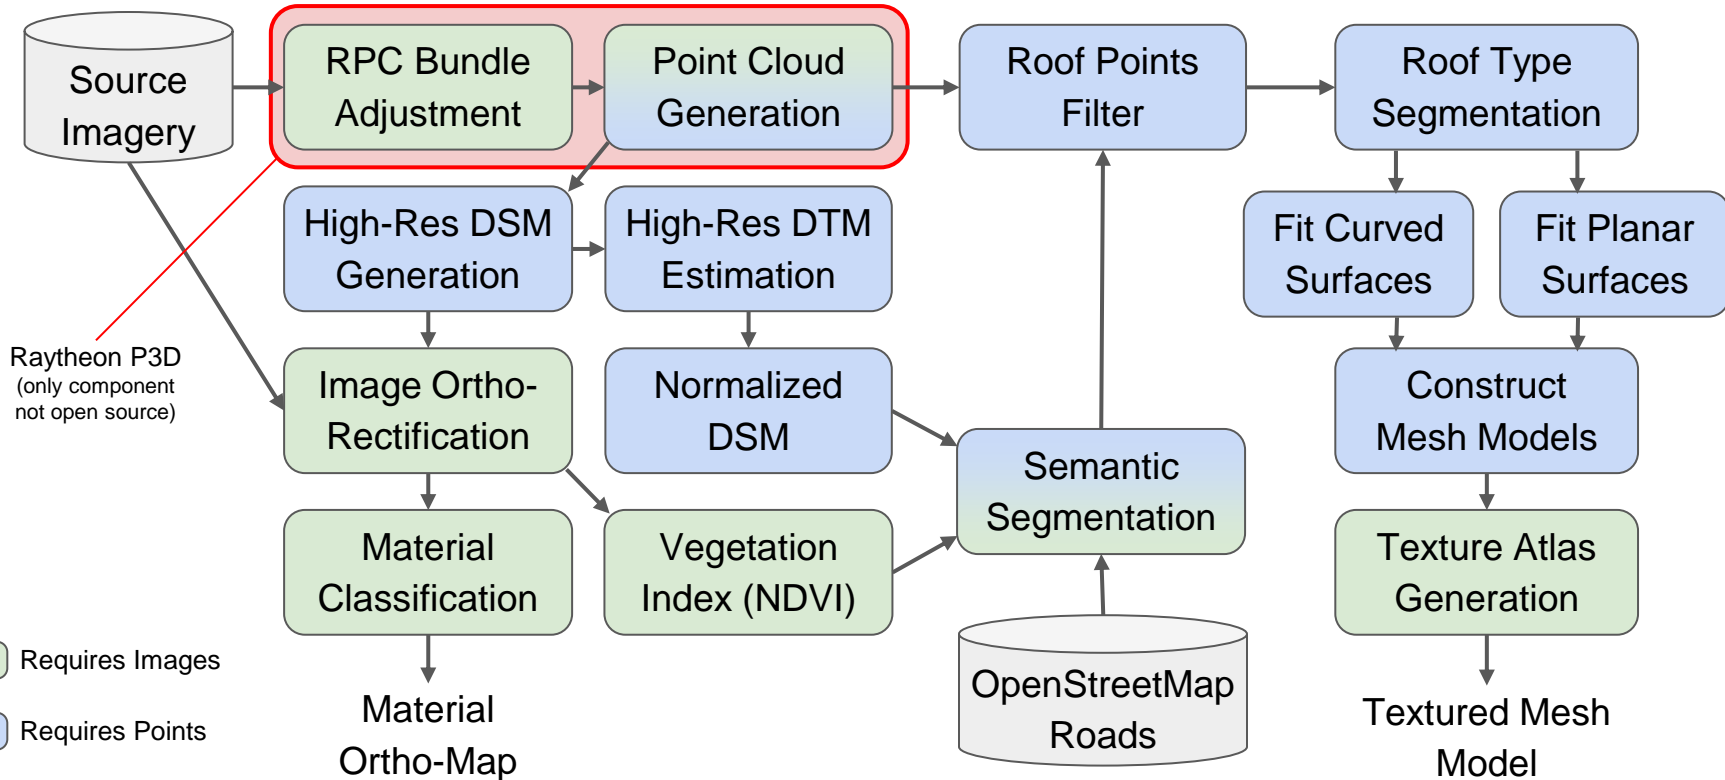 Source
Imagery
RPC Bundle
Adjustment
Point Cloud
Generation
Roof Points
Filter
Roof Type
Segmentation
High-Res DSM
Generation
High-Res DTM
Estimation
Fit Curved
Surfaces
Fit Planar
Surfaces
Raytheon P3D
(only component
not open source)
Image Ortho-
Rectification
Normalized
DSM
Construct
Mesh Models
Semantic
Segmentation
Material
Classification
Vegetation
Index (NDVI)
Texture Atlas
Generation
Requires Images
Requires Points
Material
Ortho-Map
OpenStreetMap
Roads
Textured Mesh
Model